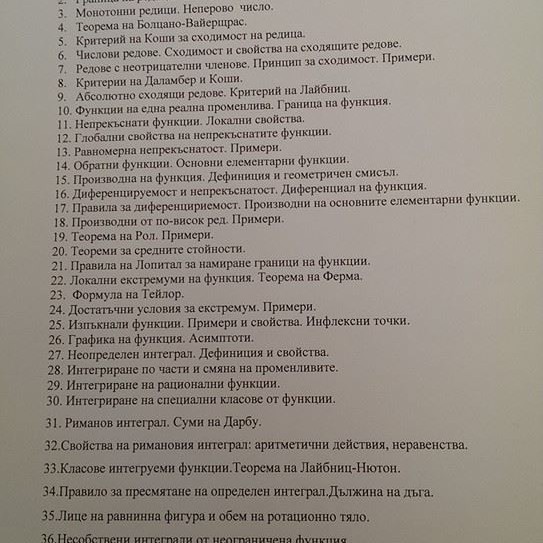 2. Граница на
3. Монотонни редици. Неперово число.
4. Теорема на Болцано-Вайерщрас.
5. Критерий на Коши за сходимост на редица.
6. Числови редове. Сходимост и свойства на сходящите редове.
7. Редове с неотрицателни членове. Принцип за сходимост. Примери.
8. Критерии на Даламбер и Коши.
9. Абсолютно сходящи редове. Критерий на Лайбниц.
10. Функции на една реална променлива. Граница на функция.
11. Непрекъснати функции. Локални свойства.
12. Глобални свойства на непрекъснатите функции.
13. Равномерна непрекъснатост. Примери.
14. Обратни функции. Основни елементарни функции.
15. Производна на функция. Дефиниция и геометричен смисъл.
16. Диференцируемост и непрекъснатост. Диференциал на функция.
17. Правила за диференцириемост. Производни на основните елементарни функции.
18. Производни от по-висок ред. Примери.
19. Теорема на Рол. Примери.
20. Теореми за средните стойности.
21. Правила на Лопитал за намиране граници на функции.
22. Локални екстремуми на функция. Теорема на Ферма.
23. Формула на Тейлор.
24. Достатъчни условия за екстремум. Примери.
25. Изпъкнали функции. Примери и свойства. Инфлексни точки.
26. Графика на функция. Асимптоти.
27. Неопределен интеграл. Дефиниция и свойства.
28. Интегриране по части и смяна на променливите.
29. Интегриране на рационални функции.
30. Интегриране на специални класове от функции.
31. Риманов интеграл. Суми на Дарбу.
32.Свойства на римановия интеграл: аритметични действия, неравенства.
33.Класове интегруеми функции.Теорема на Лайбниц-Нютон.
34.Правило за пресмятане на определен интеграл.Дължина на дъга.
35.Лице на равнинна фигура и обем на ротационно тяло.
36.Несобствени интеграли от неограничена функция.